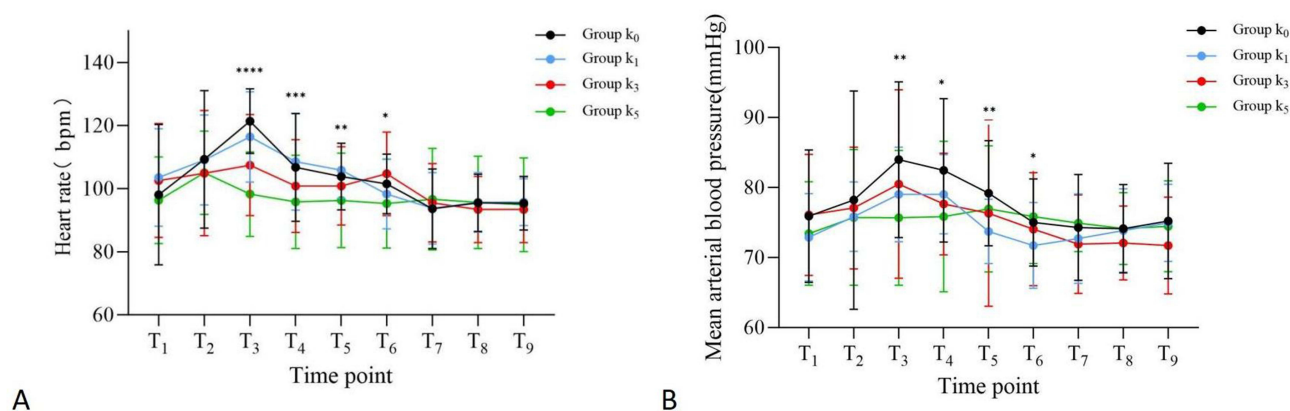 Group k0
Group k1
Group k3
Group k5
140
120
100
80
60
Heart rate( bpm)
****
***
**
*
T1 T2 T3 T4 T5 T6 T7 T8 T9
Time point
A
Group k0
Group k1
Group k3
Group k5
100
90
80
70
60
Mean arterial blood pressure(mmHg)
**
*
**
*
T1 T2 T3 T4 T5 T6 T7 T8 T9
Time point
B